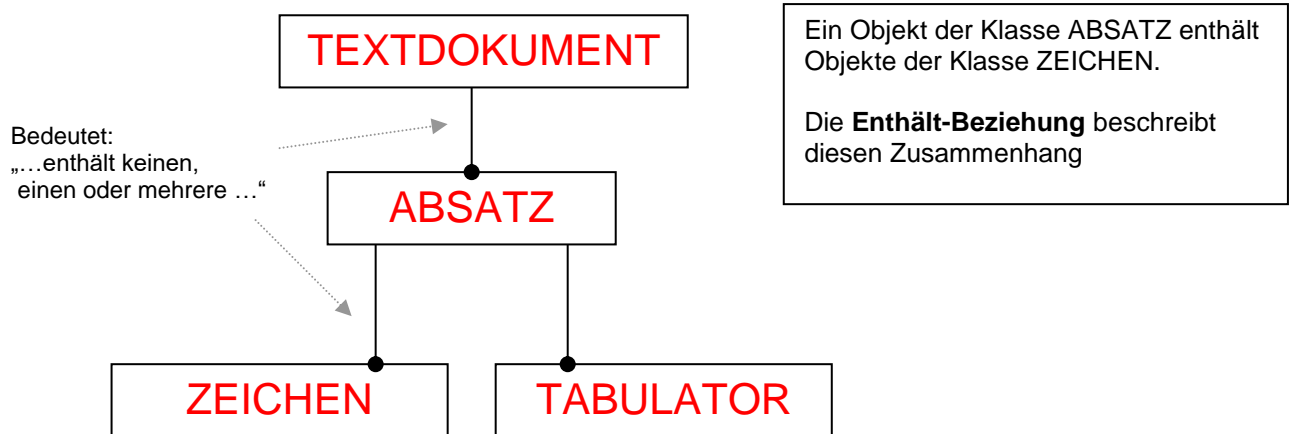 TEXTDOKUMENT
Ein Objekt der Klasse ABSATZ enthält
Objekte der Klasse ZEICHEN.
Die Enthält-Beziehung beschreibt
diesen Zusammenhang
Bedeutet:
„…enthält keinen,
einen oder mehrere …“
ABSATZ
ZEICHEN
TABULATOR